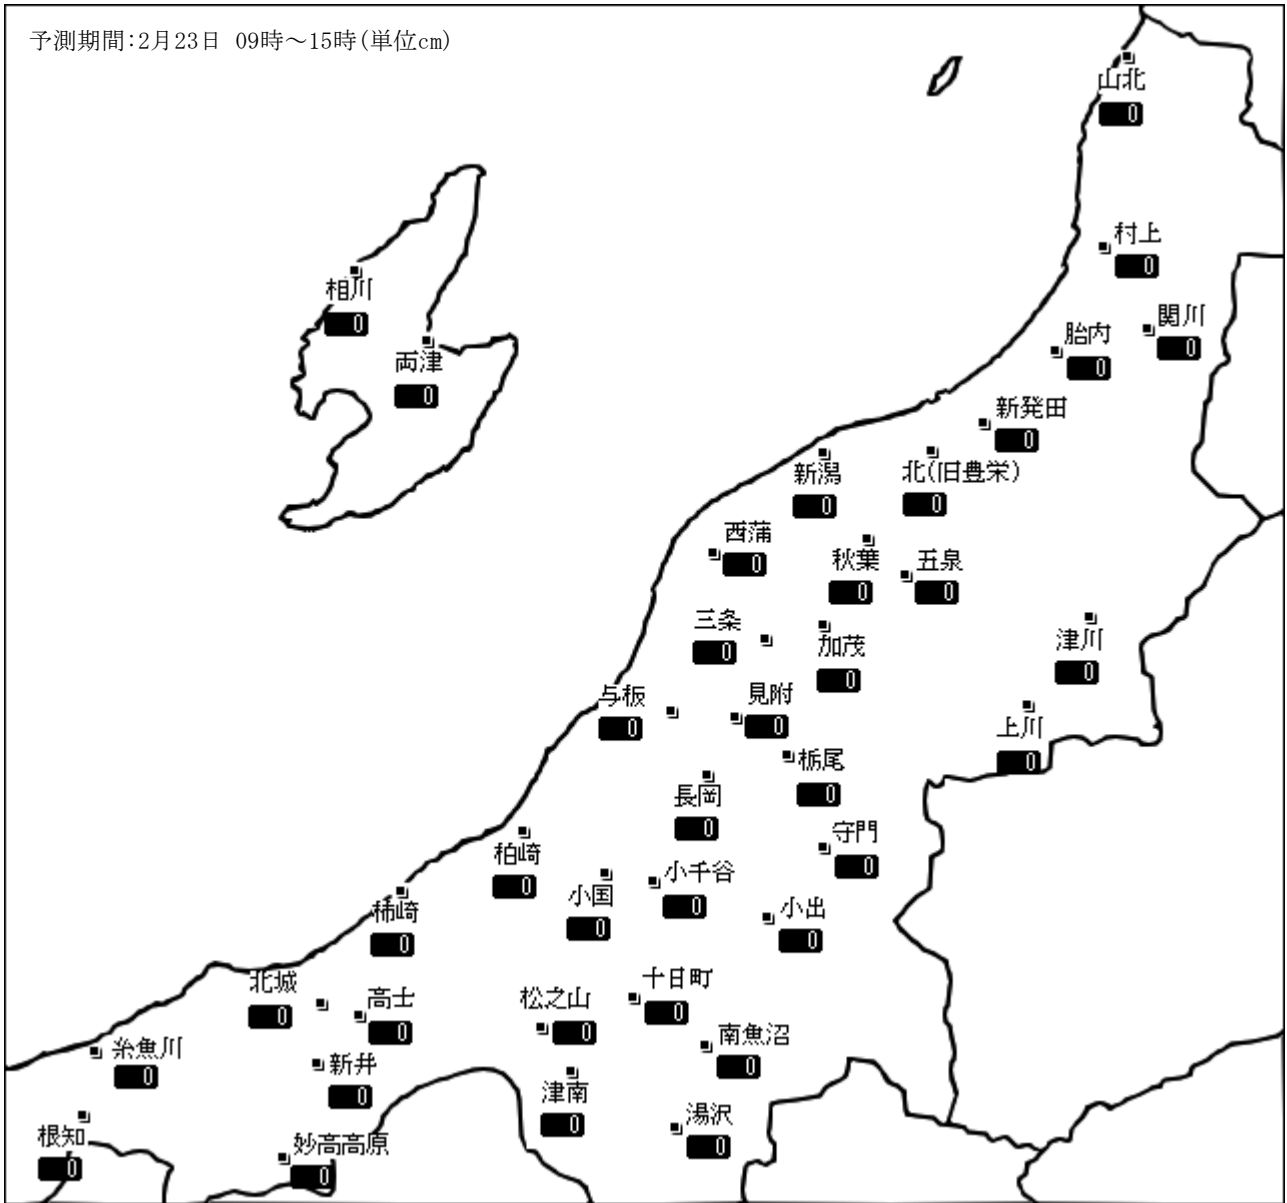 予測期間:2月23日 09時～15時(単位cm)
山北
0
村上
0
相川
0
関川
0
胎内
0
両津
0
新発田
0
新潟
0
北(旧豊栄)
0
西蒲
0
秋葉
0
五泉
0
三条
0
加茂
0
津川
0
与板
0
見附
0
上川
0
栃尾
0
長岡
0
守門
0
柏崎
0
小千谷
0
小国
0
小出
0
柿崎
0
北城
0
高士
0
松之山
0
十日町
0
南魚沼
0
糸魚川
0
新井
0
津南
0
湯沢
0
根知
0
妙高高原
0